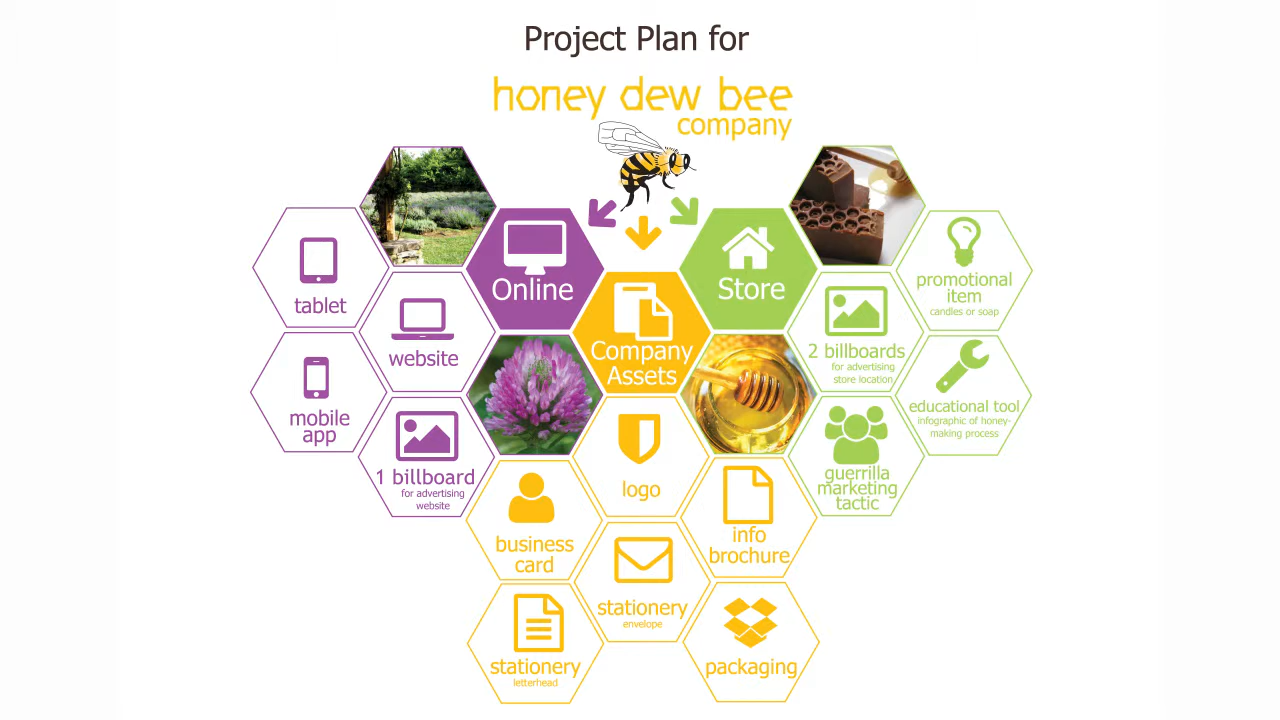 Project Plan for
honey dew bee
company
Online
tablet
website
mobile
app
1 billboard
for advertising
website
Company
Assets
logo
business
card
info
brochure
stationery
envelope
stationery
letterhead
packaging
Store
promotional
item
candles or soap
2 billboards
for advertising
store location
educational tool
infographic of honey-
making process
guerrilla
marketing
tactic